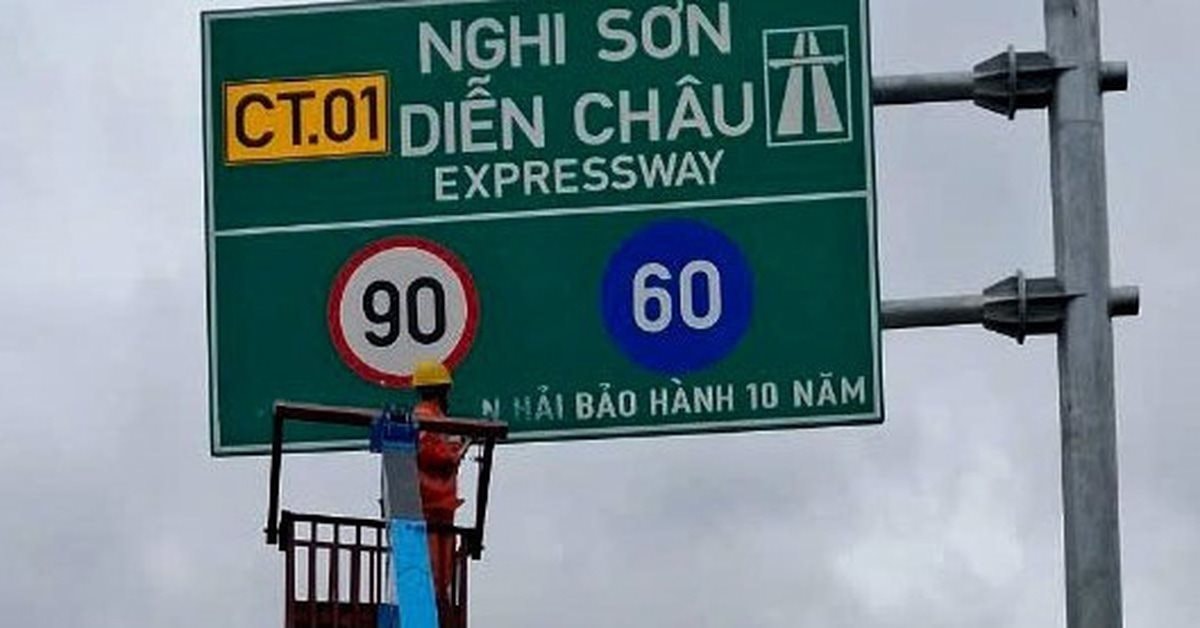 NGHI SƠN
CT.01
DIỄN CHÂU
EXPRESSWAY
90
60
HẢI BẢO HÀNH 10 NĂM